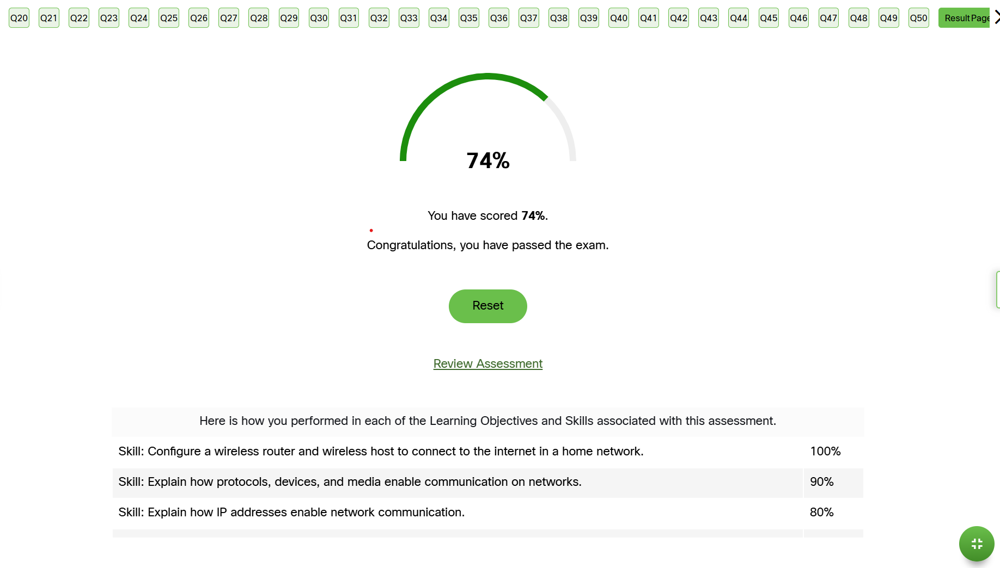 Q20 Q21 Q22 Q23 Q24 Q25 Q26 Q27 Q28 Q29 Q30 Q31 Q32 Q33 Q34 Q35 Q36 Q37 Q38 Q39 Q40 Q41 Q42 Q43 Q44 Q45 Q46 Q47 Q48 Q49 Q50 Result Page
74%
You have scored 74%.
Congratulations, you have passed the exam.
Reset
Review Assessment
Here is how you performed in each of the Learning Objectives and Skills associated with this assessment.
Skill: Configure a wireless router and wireless host to connect to the internet in a home network. 100%
Skill: Explain how protocols, devices, and media enable communication on networks. 90%
Skill: Explain how IP addresses enable network communication. 80%